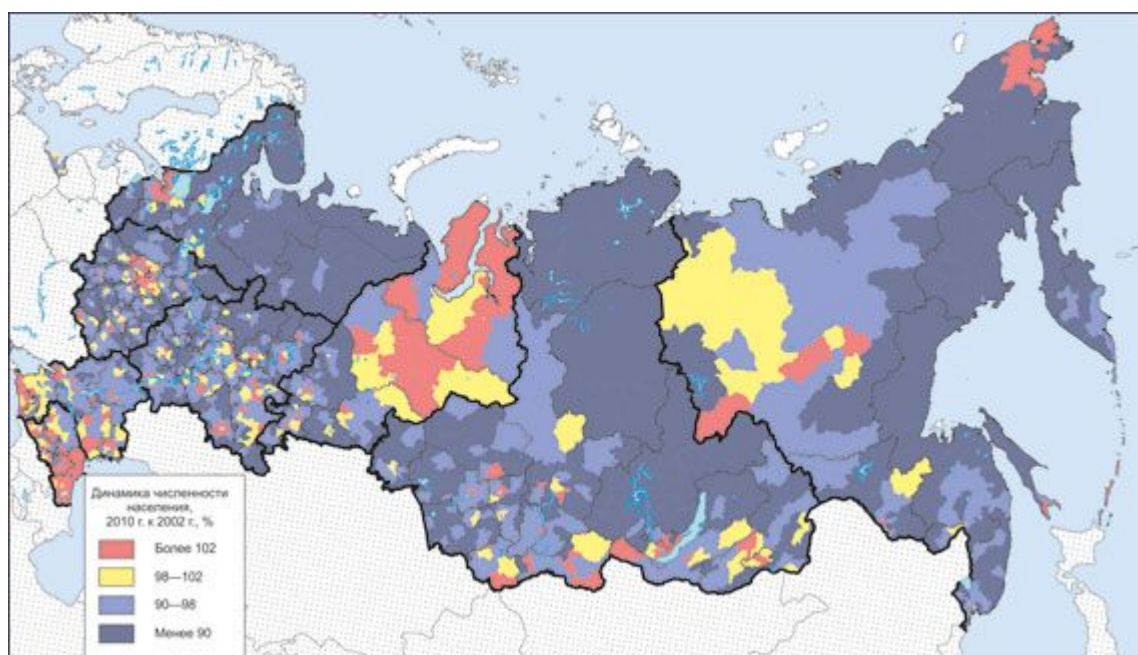 Динамика численности
населения,
2010 г. к 2002 г., %
Более 102
98—102
90—98
Менее 90